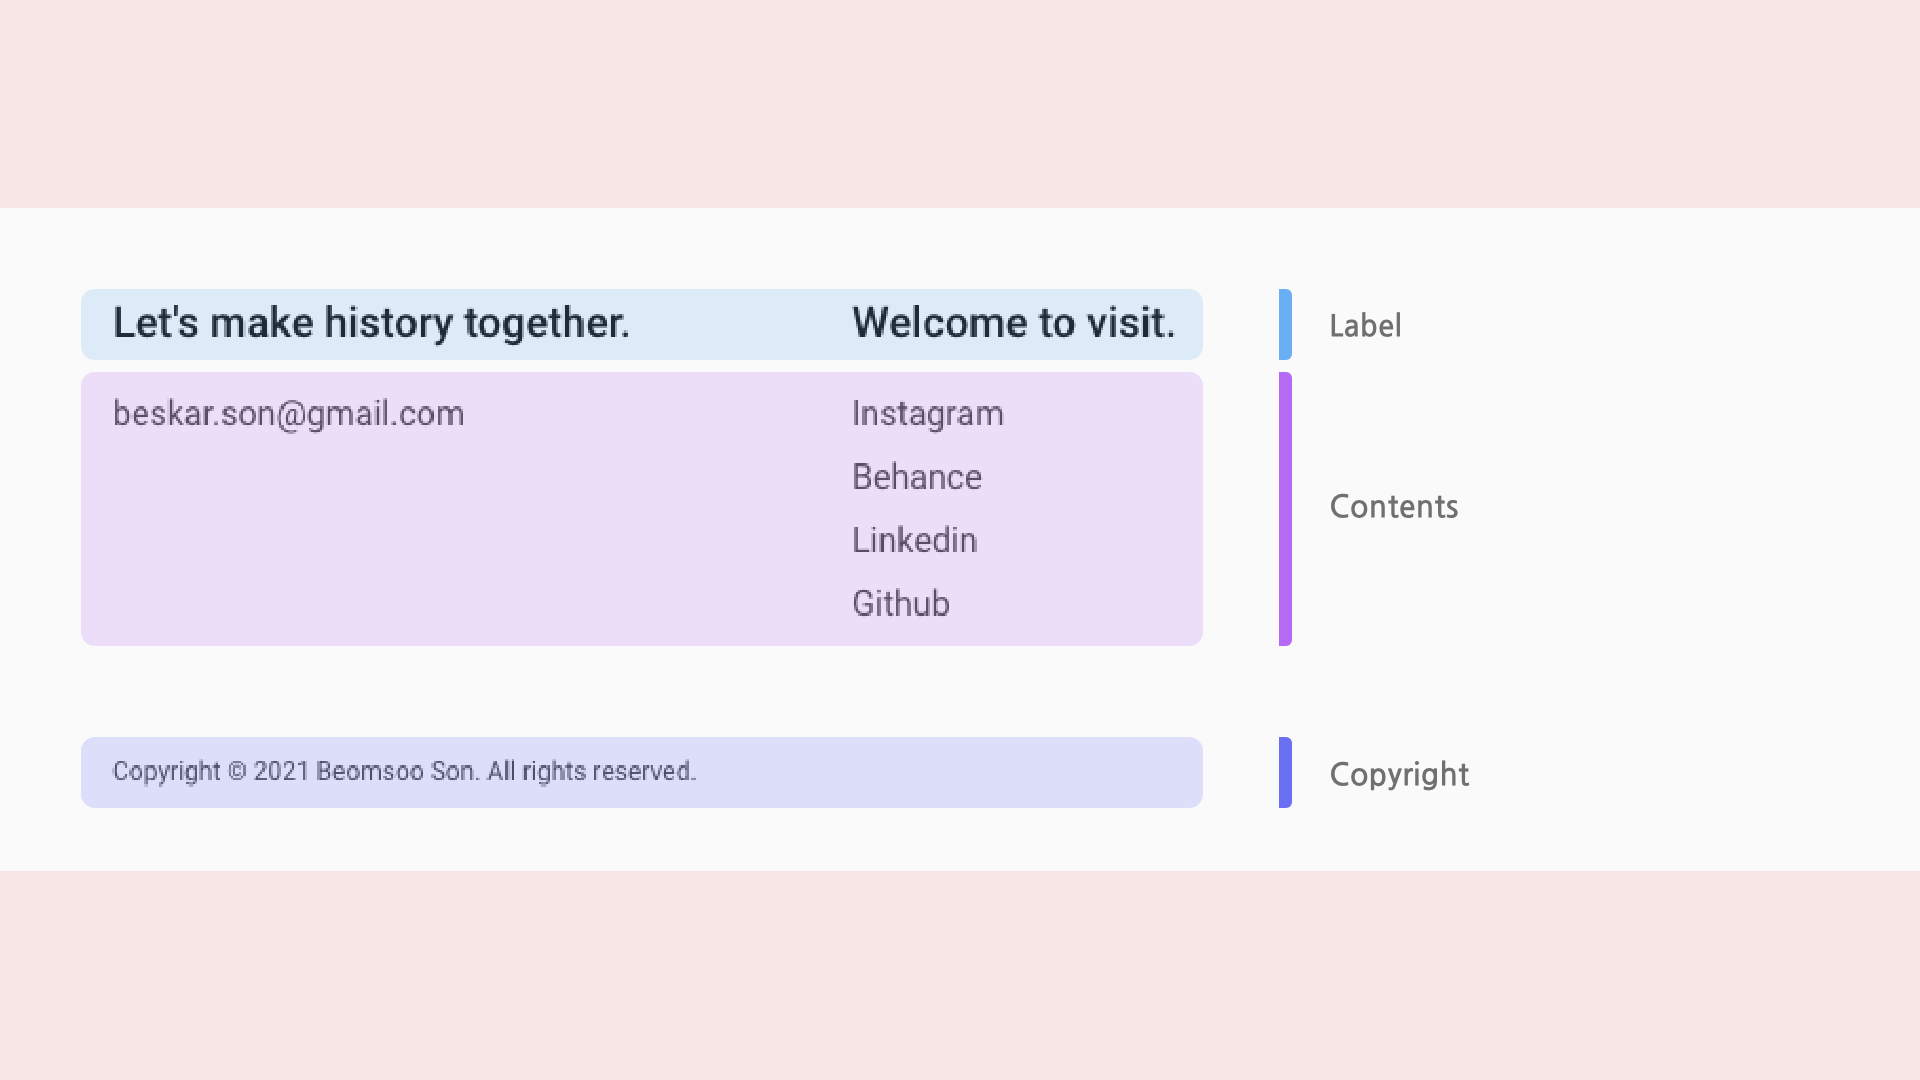 Let's make history together.
Welcome to visit.
Label
beskar.son@gmail.com
Instagram
Behance
Linkedin
Github
Contents
Copyright © 2021 Beomsoo Son. All rights reserved.
Copyright